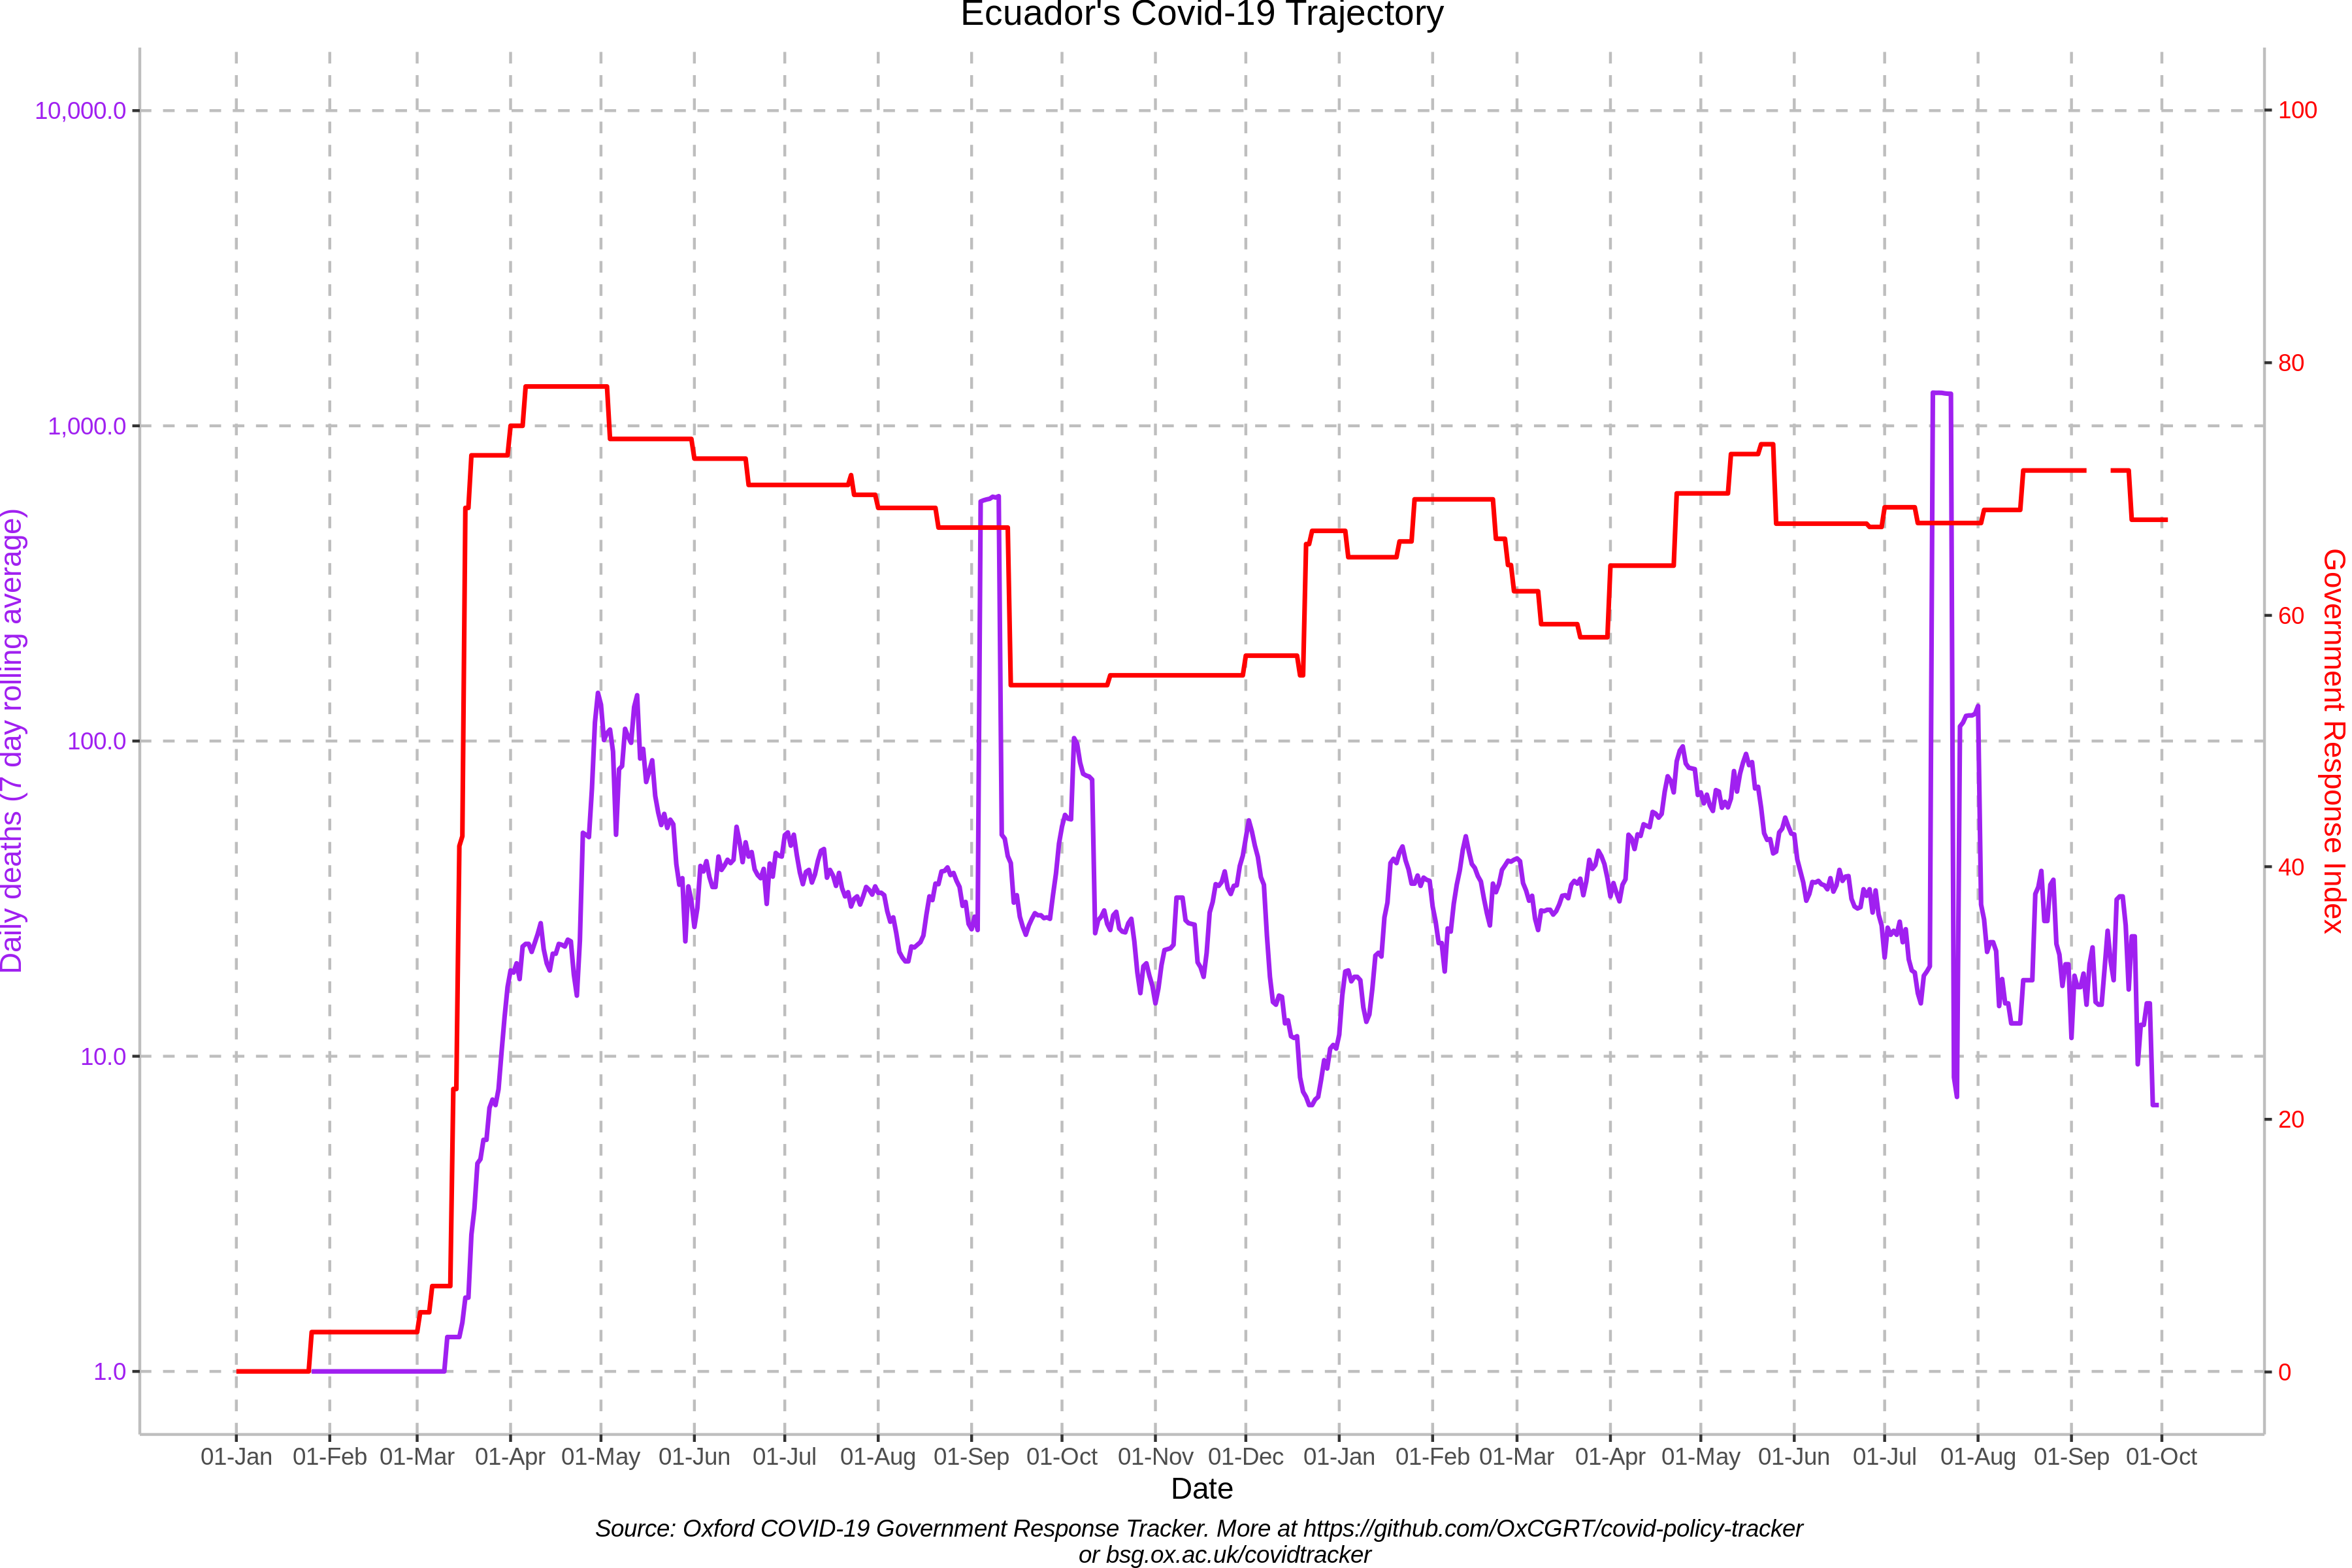 Ecuador's Covid-19 Trajectory
10,000.0
1,000.0
100.0
10.0
1.0
Daily deaths (7 day rolling average)
100
80
60
40
20
0
Government Response Index
01-Jan 01-Feb 01-Mar 01-Apr 01-May 01-Jun 01-Jul 01-Aug 01-Sep 01-Oct 01-Nov 01-Dec 01-Jan 01-Feb 01-Mar 01-Apr 01-May 01-Jun 01-Jul 01-Aug 01-Sep 01-Oct
Date
Source: Oxford COVID-19 Government Response Tracker. More at https://github.com/OxCGRT/covid-policy-tracker
or bsg.ox.ac.uk/covidtracker